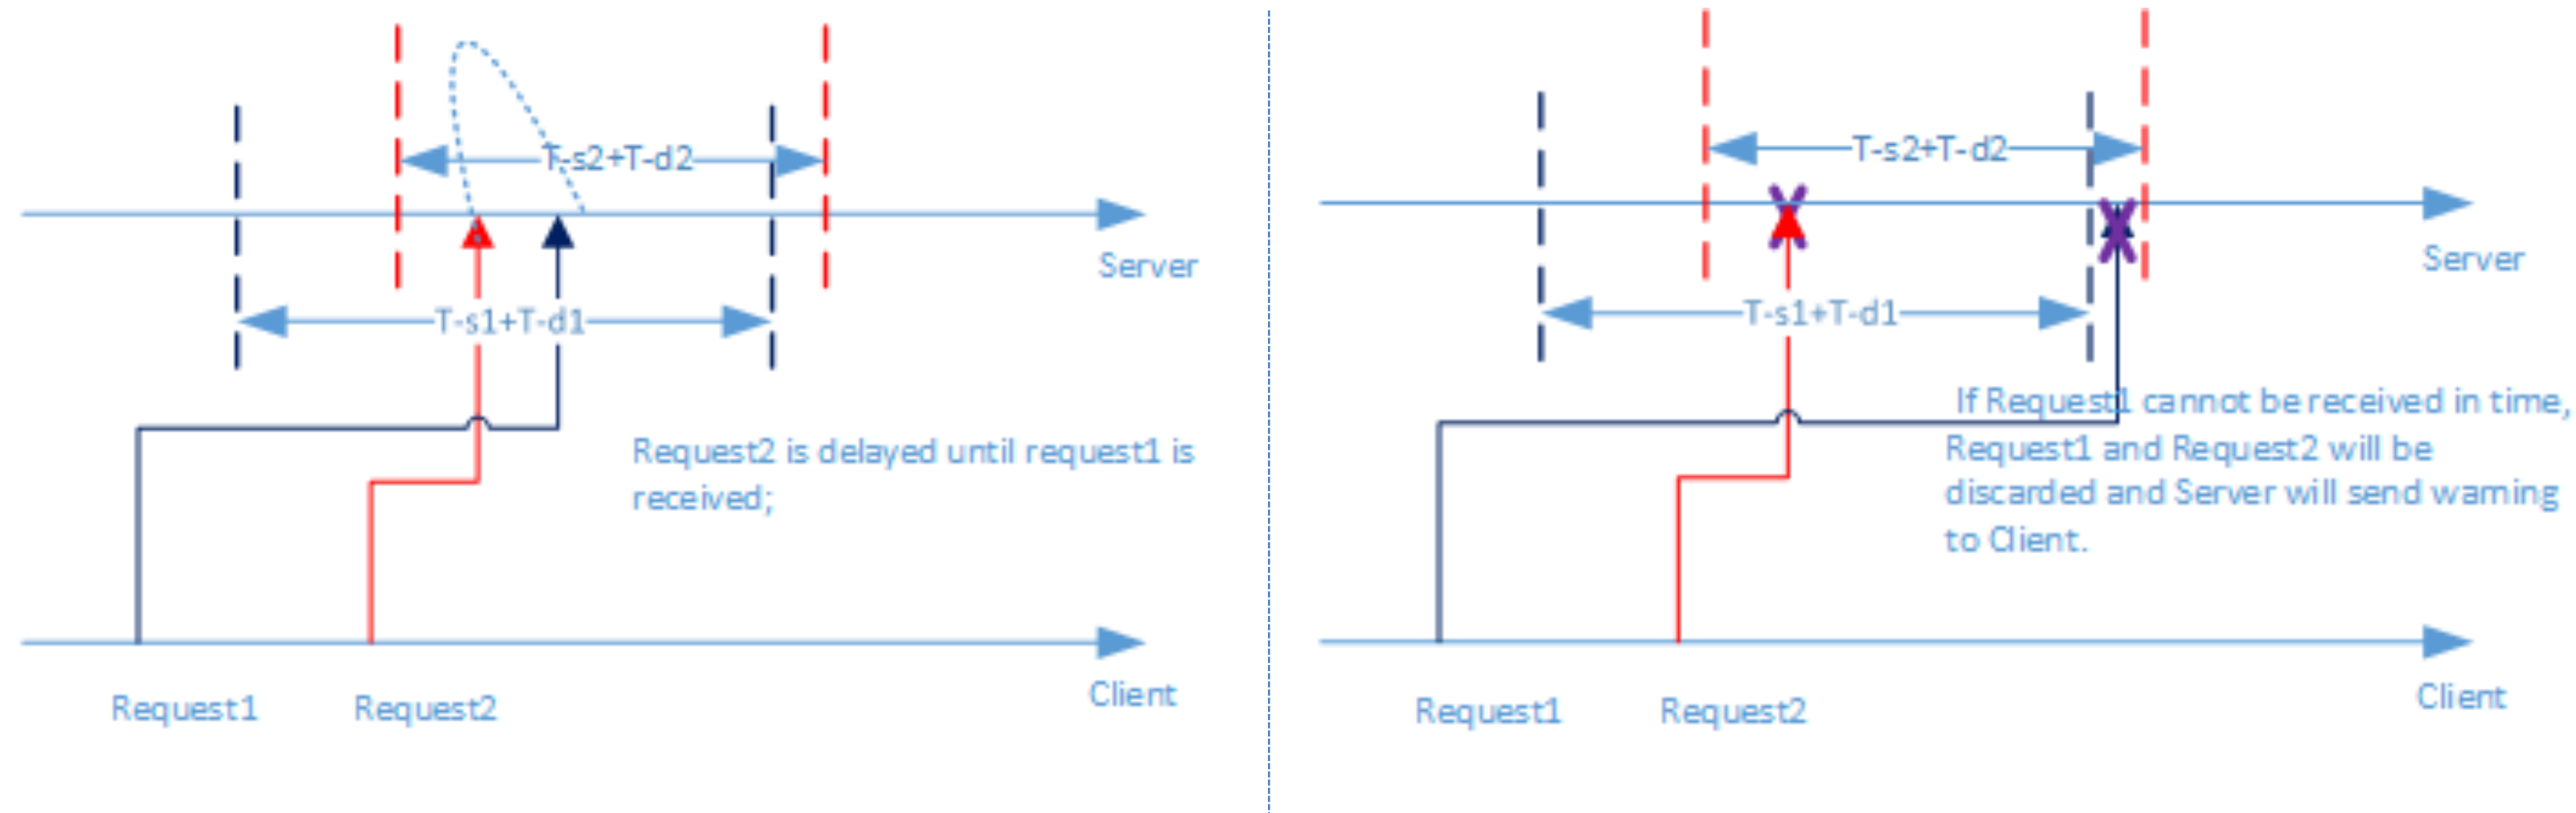 T-s2+T-d2
Server
T-s1+T-d1
Request2 is delayed until request1 is
received;
Client
Request1
Request2
T-s2+T-d2
Server
T-s1+T-d1
If Request1 cannot be received in time,
Request1 and Request2 will be
discarded and Server will send warning
to Client.
Client
Request1
Request2